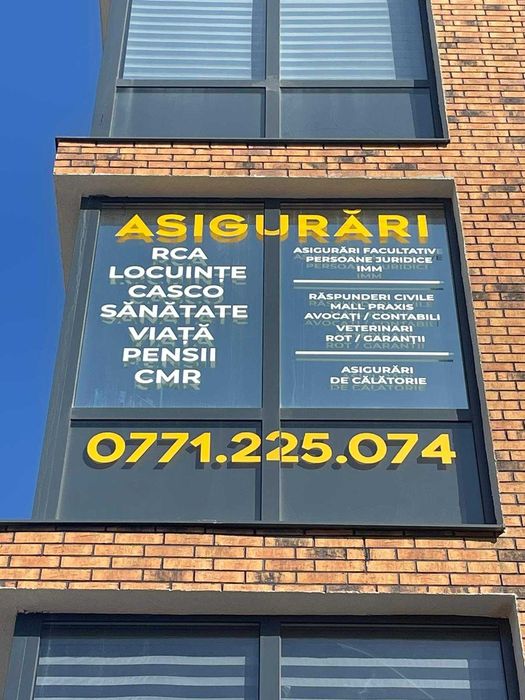 ASIGURĂRI
RCA
LOCUINȚE
CASCO
SĂNĂTATE
VIAȚĂ
PENSII
CMR
ASIGURĂRI FACULTATIV
PERSOANE JURIDICE
IMM
RĂSPUNDERI CIVILE
MALL PRAXIS
AVOCAȚI / CONTABILI
VETERINARI
ROT / GARANȚII
ASIGURĂRI
DE CĂLĂTORIE
0771.225.074